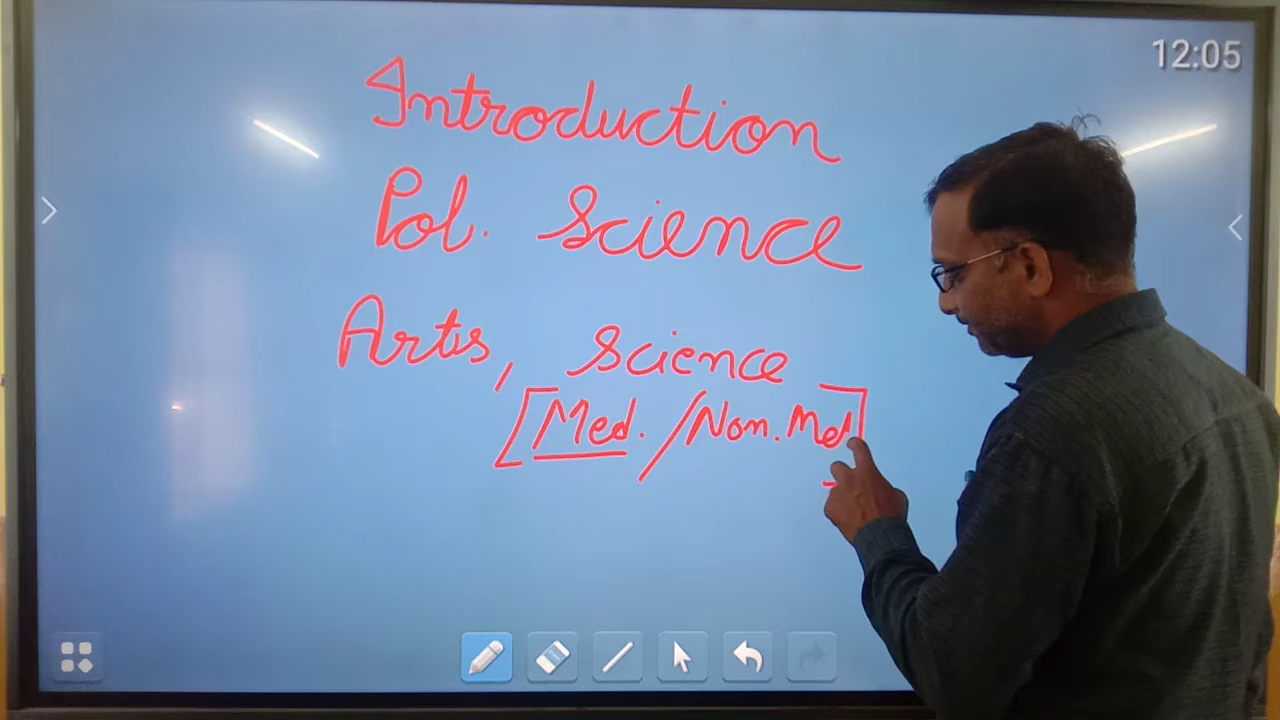 12:05
Introduction
Pol. Science
Arts, Science
[Med. /Non. Med]